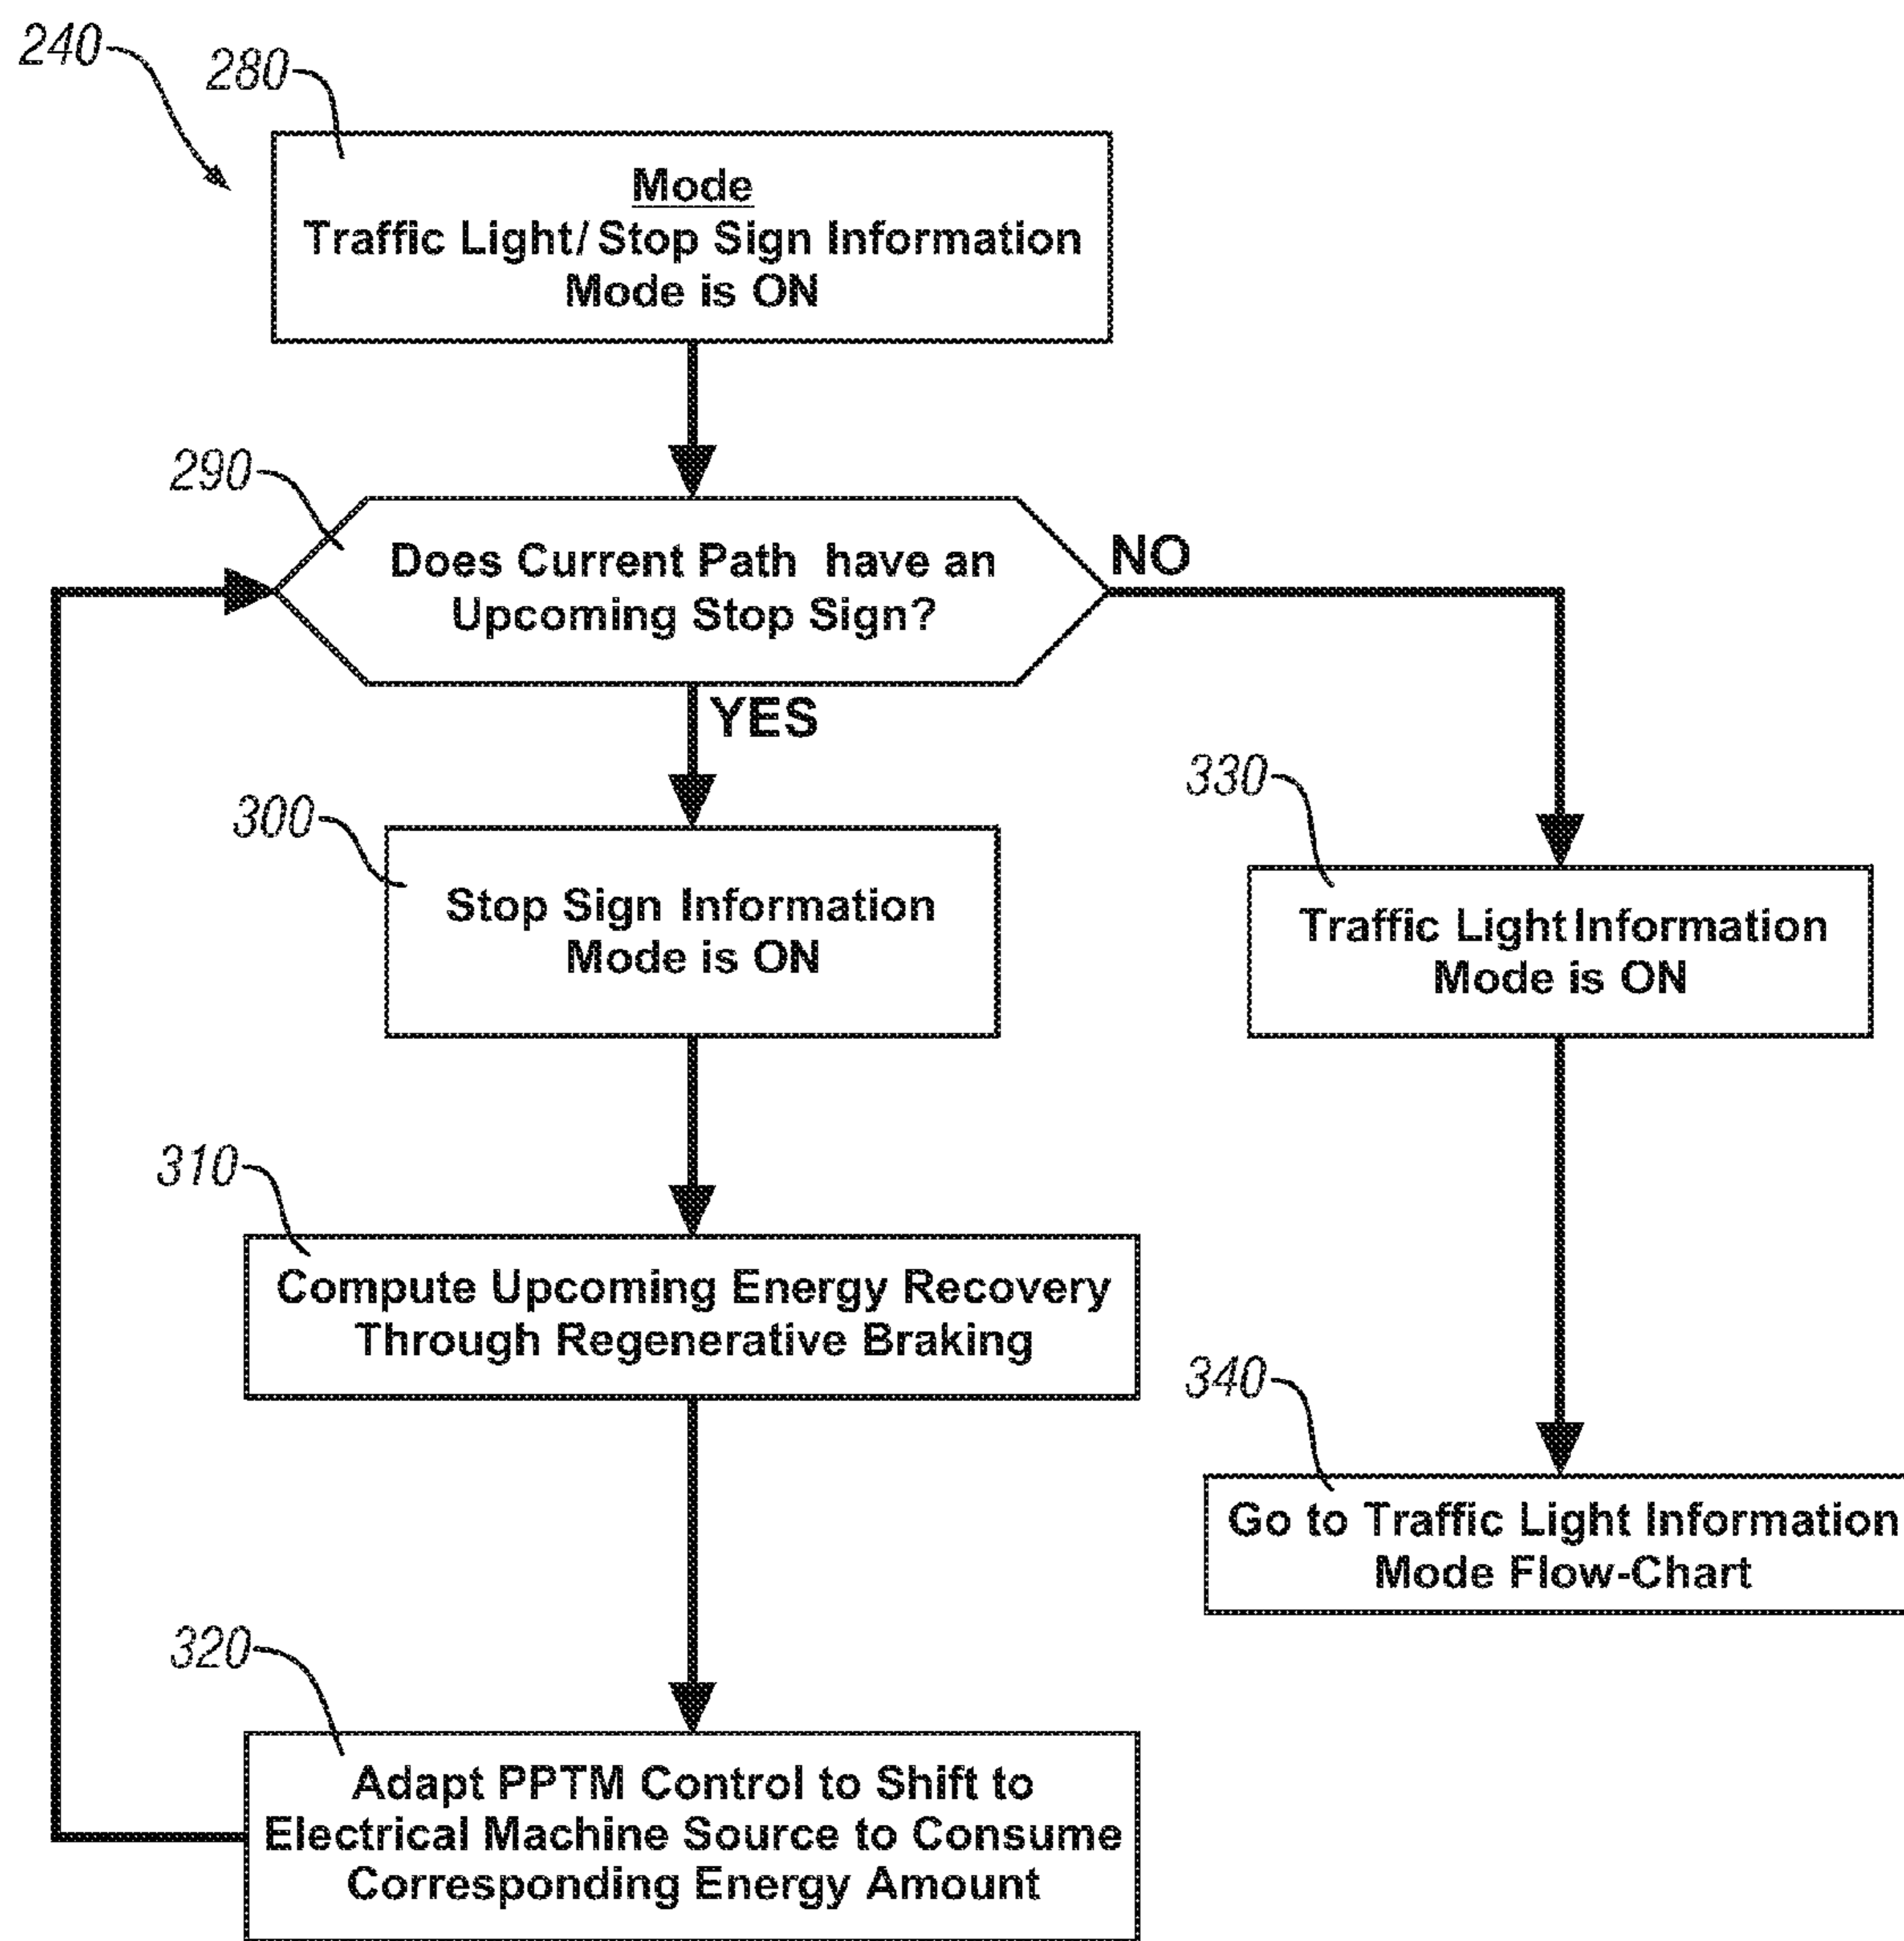 240
280
Mode
Traffic Light/Stop Sign Information
Mode is ON
290
Does Current Path have an
Upcoming Stop Sign?
NO
YES
300
Stop Sign Information
Mode is ON
330
Traffic Light Information
Mode is ON
310
Compute Upcoming Energy Recovery
Through Regenerative Braking
340
Go to Traffic Light Information
Mode Flow-Chart
320
Adapt PPTM Control to Shift to
Electrical Machine Source to Consume
Corresponding Energy Amount